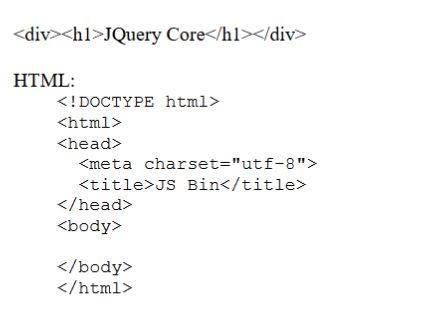 <div><h1>JQuery Core</h1></div>
HTML:
<!DOCTYPE html>
<html>
<head>
<meta charset="utf-8">
<title>JS Bin</title>
</head>
<body>
</body>
</html>